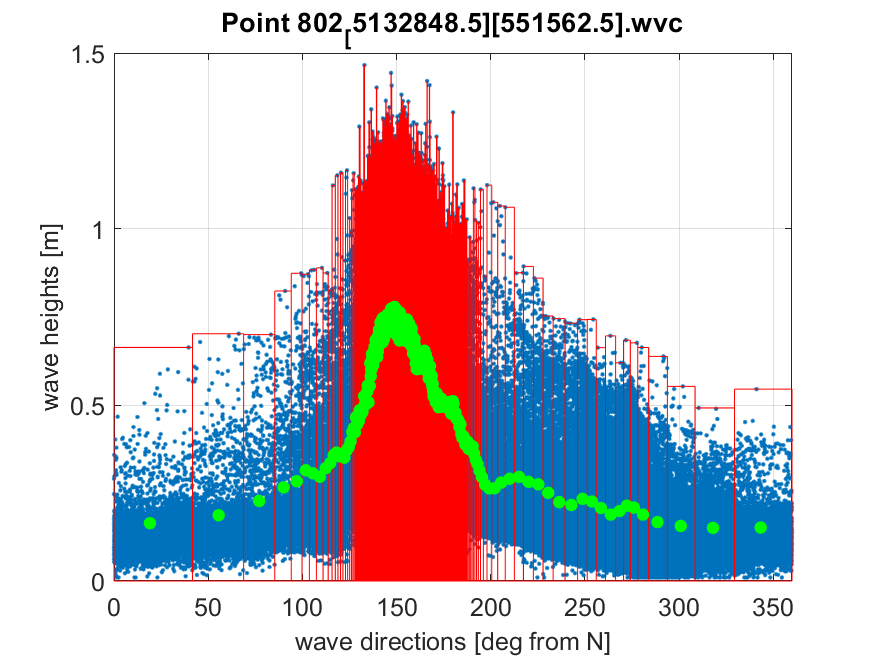 Point 802[5132848.5][551562.5].wvc
1.5
1
0.5
0
wave heights [m]
0 50 100 150 200 250 300 350
wave directions [deg from N]